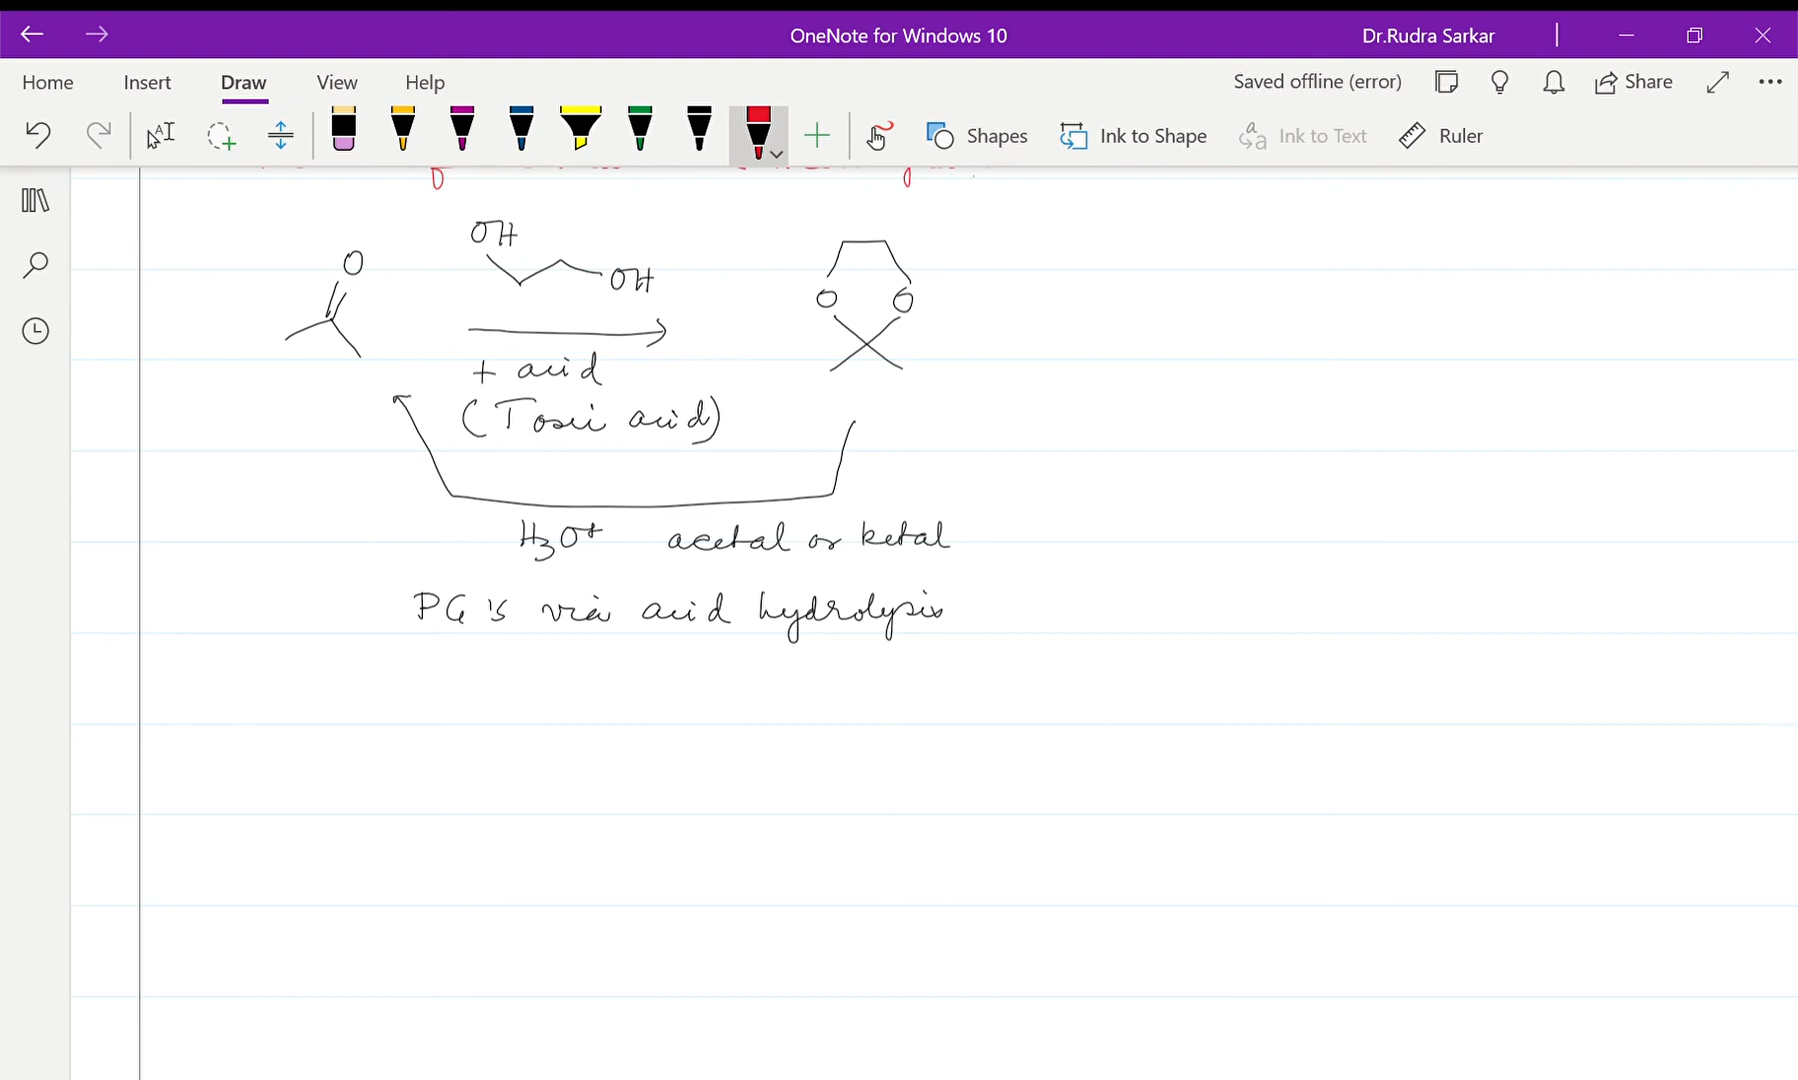 OneNote for Windows 10
Dr.Rudra Sarkar
Home Insert Draw View Help
Saved offline (error)
Share
Shapes
Ink to Shape
Ink to Text
Ruler
OH
O
OH
O O
+ acid
(Tosic acid)
H3O+ acetal or ketal
PG's via acid hydrolysis